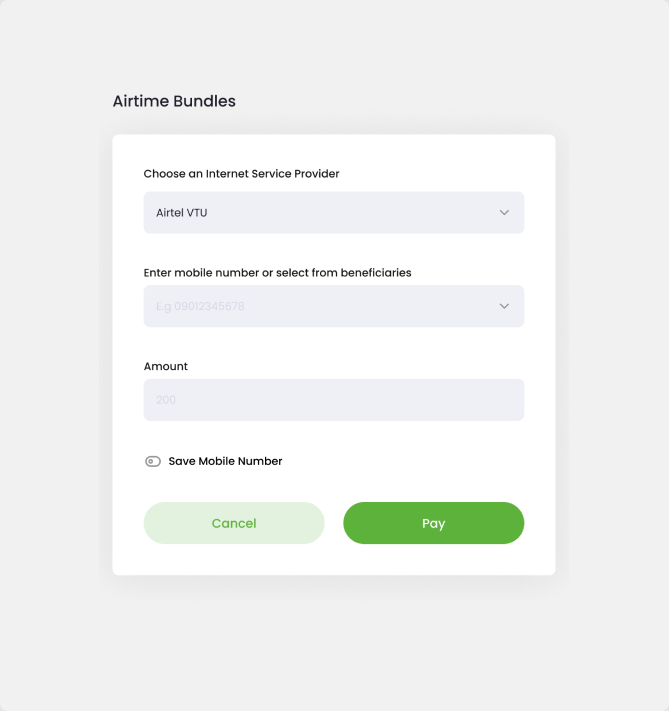 Airtime Bundles
Choose an Internet Service Provider
Airtel VTU
Enter mobile number or select from beneficiaries
E.g 09012345678
Amount
200
Save Mobile Number
Cancel
Pay